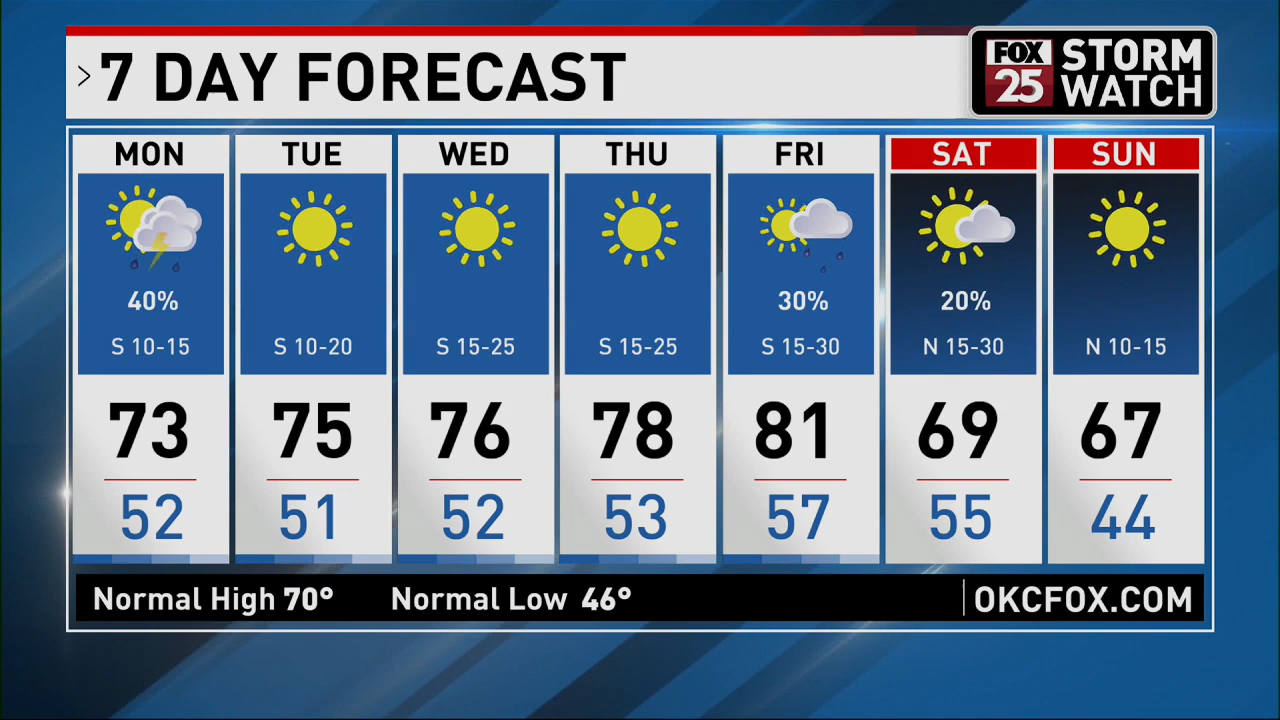 > 7 DAY FORECAST
FOX 25
STORM WATCH
MON TUE WED THU FRI SAT SUN
40% 30% 20%
S 10-15 S 10-20 S 15-25 S 15-25 S 15-30 N 15-30 N 10-15
73 75 76 78 81 69 67
52 51 52 53 57 55 44
Normal High 70° Normal Low 46° OKCFOX.COM